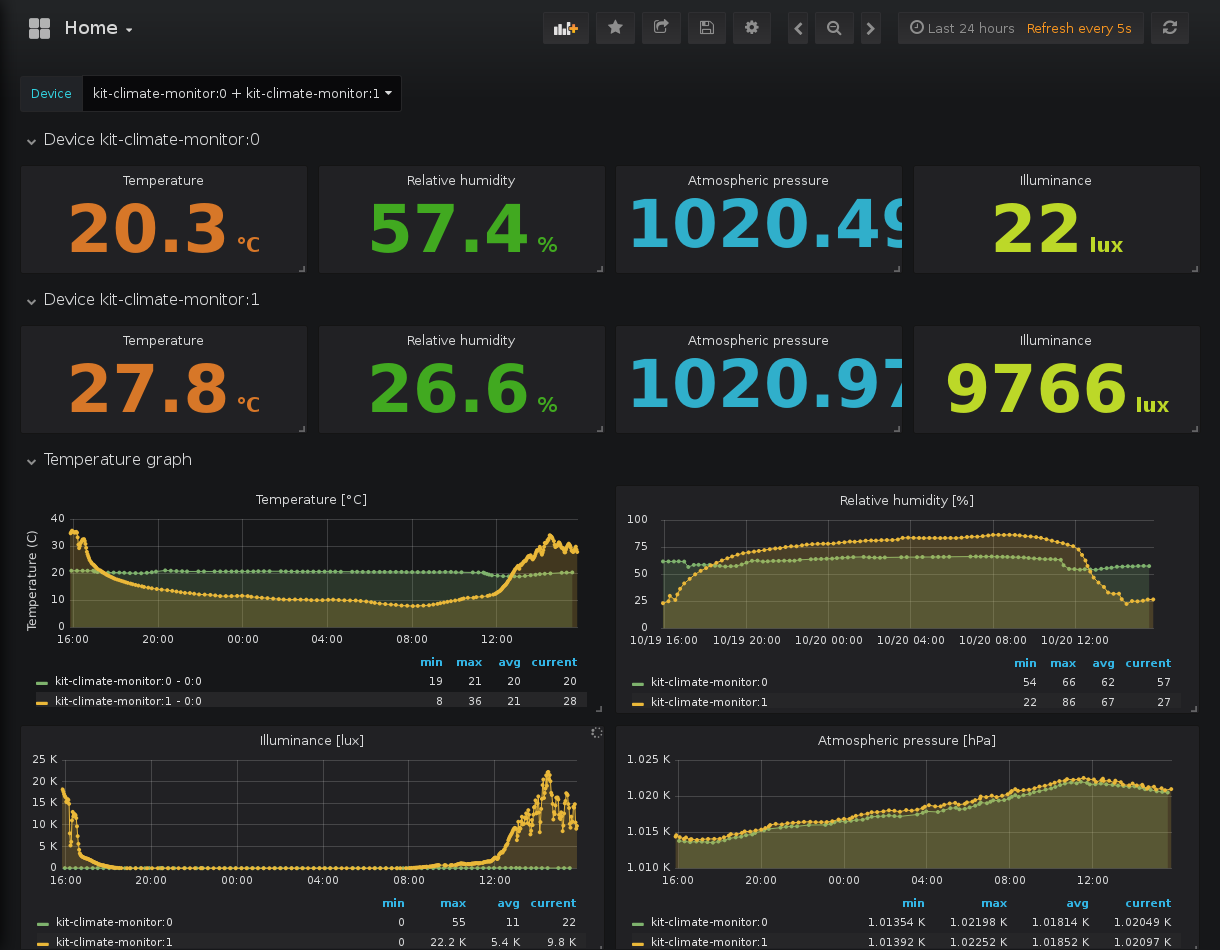 Home
Last 24 hours Refresh every 5s
Device kit-climate-monitor:0 + kit-climate-monitor:1
Device kit-climate-monitor:0
Temperature Relative humidity Atmospheric pressure Illuminance
20.3 °C 57.4 % 1020.49 22 lux
Device kit-climate-monitor:1
Temperature Relative humidity Atmospheric pressure Illuminance
27.8 °C 26.6 % 1020.97 9766 lux
Temperature graph
Temperature [°C]
Temperature (C)
40
30
20
10
0
16:00 20:00 00:00 04:00 08:00 12:00
min max avg current
kit-climate-monitor:0 - 0:0 19 21 20 20
kit-climate-monitor:1 - 0:0 8 36 21 28
Relative humidity [%]
100
75
50
25
0
10/19 16:00 10/19 20:00 10/20 00:00 10/20 04:00 10/20 08:00 10/20 12:00
min max avg current
kit-climate-monitor:0 54 66 62 57
kit-climate-monitor:1 22 86 67 27
Illuminance [lux]
25 K
20 K
15 K
10 K
5 K
0
16:00 20:00 00:00 04:00 08:00 12:00
min max avg current
kit-climate-monitor:0 0 55 11 22
kit-climate-monitor:1 0 22.2 K 5.4 K 9.8 K
Atmospheric pressure [hPa]
1.025 K
1.020 K
1.015 K
1.010 K
16:00 20:00 00:00 04:00 08:00 12:00
min max avg current
kit-climate-monitor:0 1.01354 K 1.02198 K 1.01814 K 1.02049 K
kit-climate-monitor:1 1.01392 K 1.02252 K 1.01852 K 1.02097 K